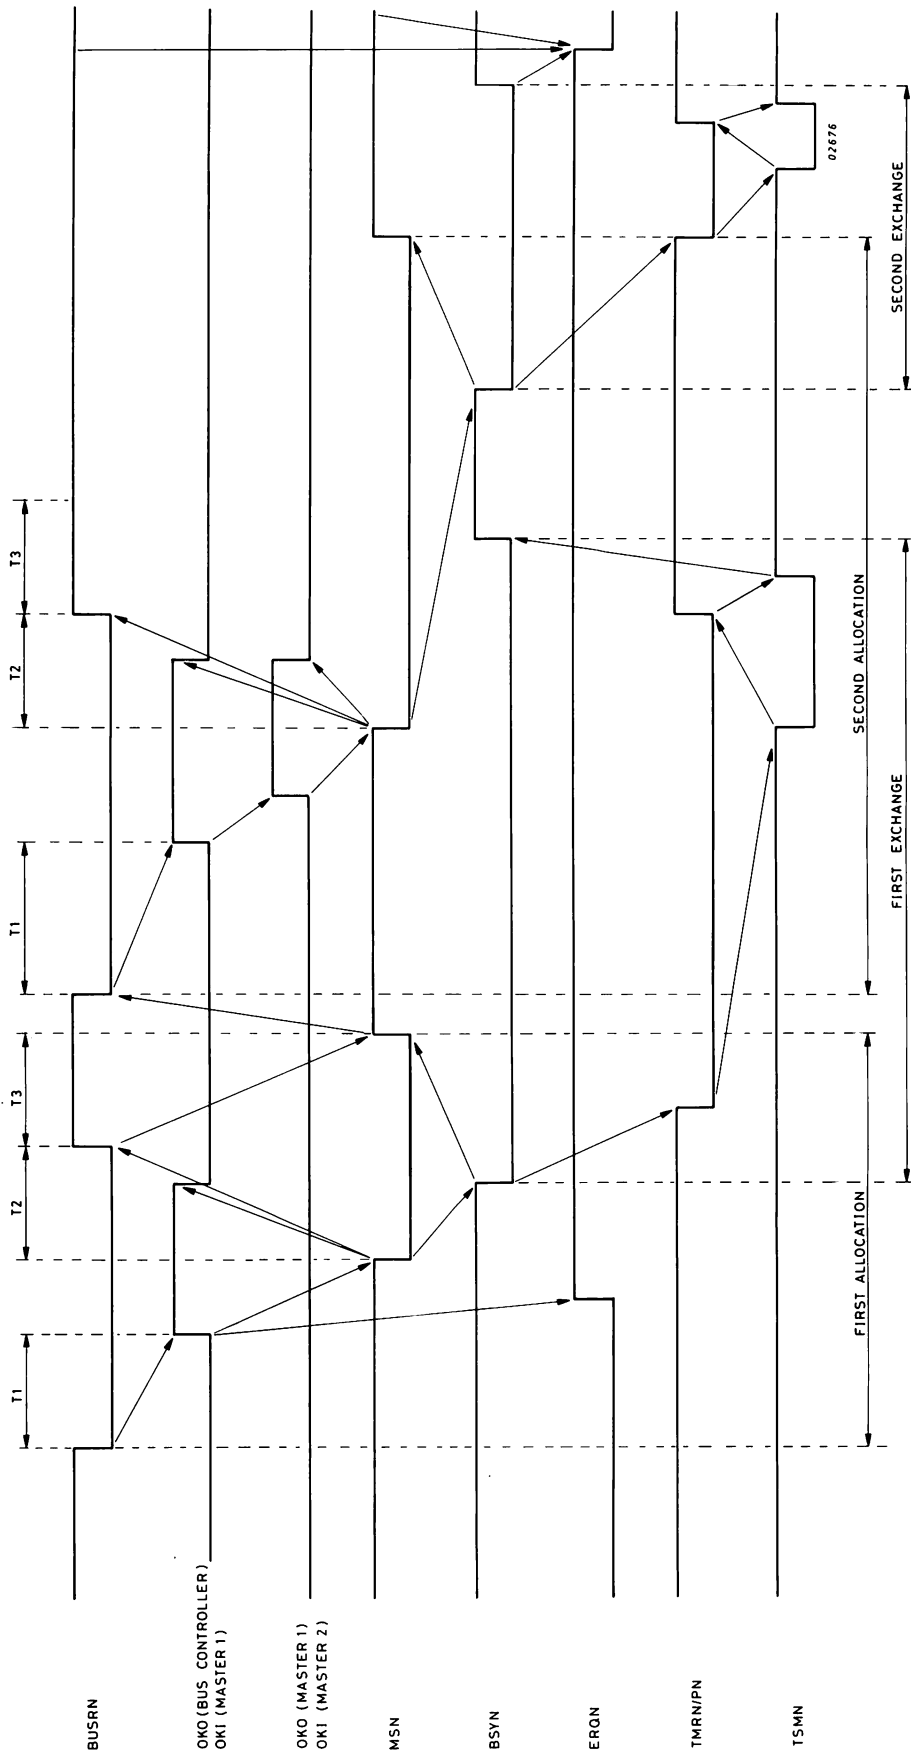 T1
T2
T3
T1
T2
T3
BUSRN
OKO (BUS CONTROLLER)
OKI (MASTER 1)
OKO (MASTER 1)
OKI (MASTER 2)
MSN
BSYN
ERQN
TMRN/PN
TSMN
02676
FIRST ALLOCATION
SECOND ALLOCATION
FIRST EXCHANGE
SECOND EXCHANGE